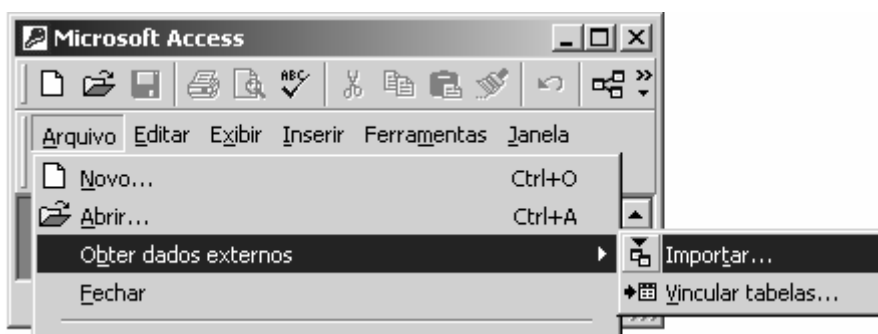 Microsoft Access
ABC
Arquivo Editar Exibir Inserir Ferramentas Janela
Novo... Ctrl+O
Abrir... Ctrl+A
Obter dados externos Importar...
Fechar Vincular tabelas...